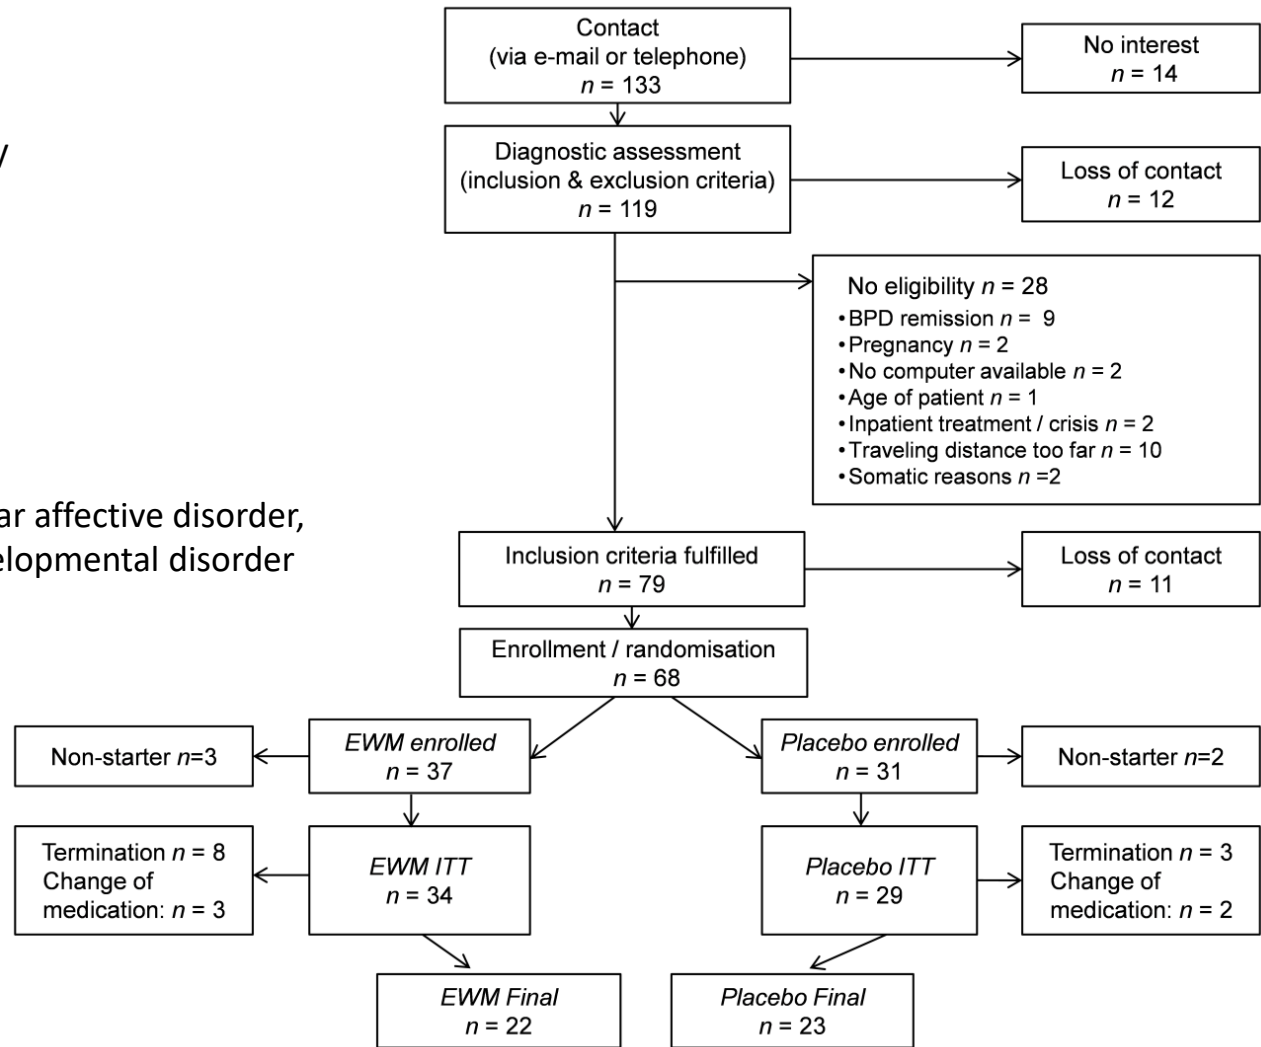 Contact
(via e-mail or telephone)
n = 133
No interest
n = 14
Diagnostic assessment
(inclusion & exclusion criteria)
n = 119
Loss of contact
n = 12
No eligibility n = 28
•BPD remission n = 9
•Pregnancy n = 2
•No computer available n = 2
•Age of patient n = 1
•Inpatient treatment / crisis n = 2
•Traveling distance too far n = 10
•Somatic reasons n =2
ar affective disorder,
elopmental disorder
Inclusion criteria fulfilled
n = 79
Loss of contact
n = 11
Enrollment / randomisation
n = 68
Non-starter n=3
EWM enrolled
n = 37
Placebo enrolled
n = 31
Non-starter n=2
Termination n = 8
Change of
medication: n = 3
EWM ITT
n = 34
Placebo ITT
n = 29
Termination n = 3
Change of
medication: n = 2
EWM Final
n = 22
Placebo Final
n = 23